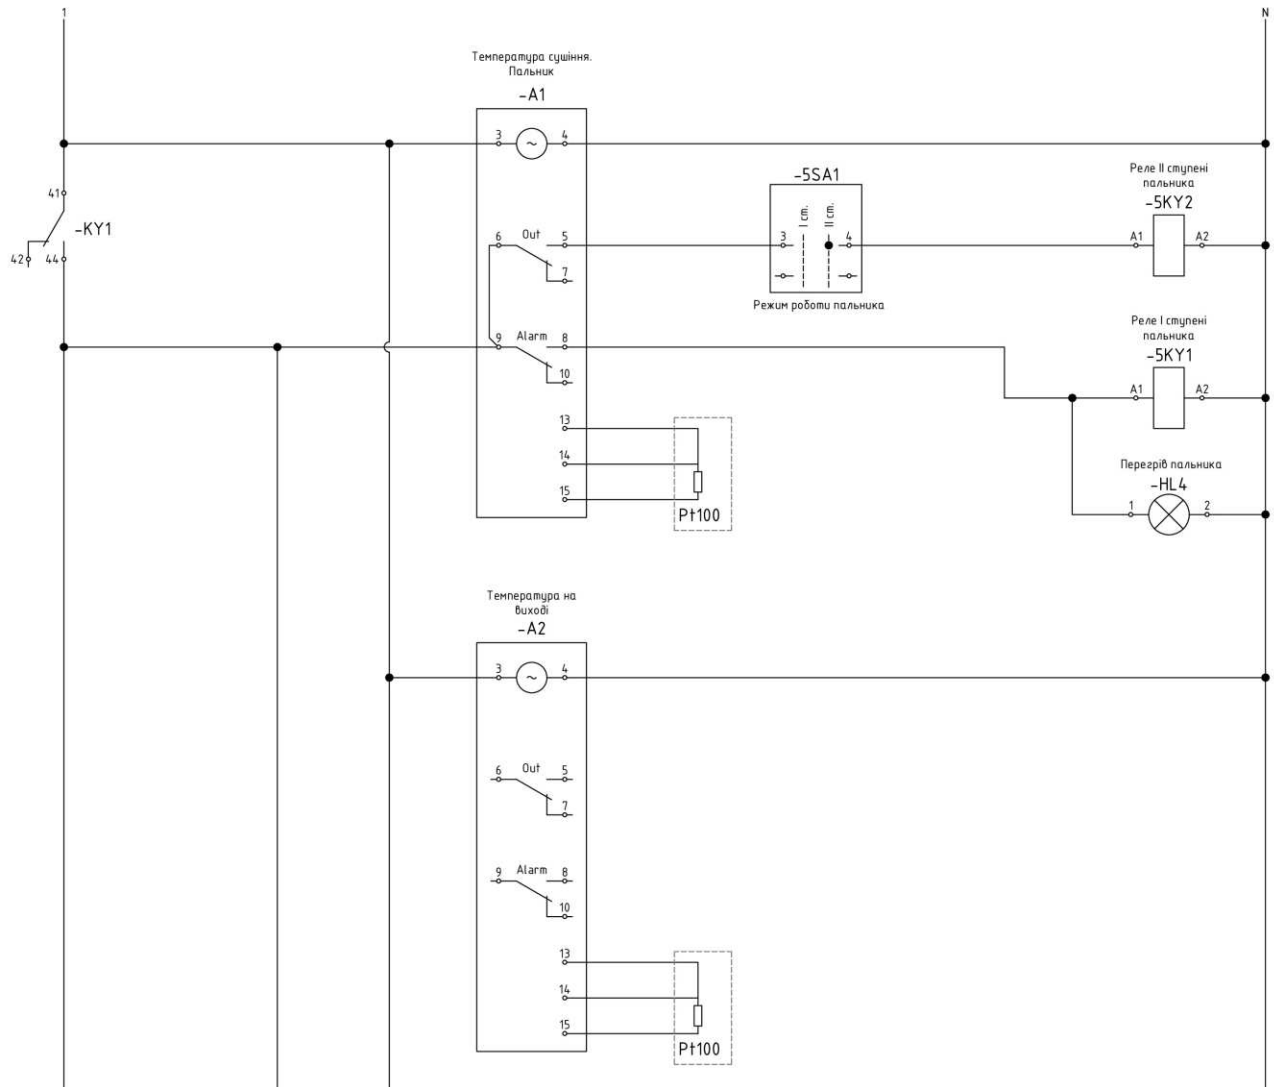 1
N
Температура сушіння.
Пальник
-A1
3
~
4
41
-KY1
42
44
6
Out
5
7
9
Alarm
8
10
13
14
15
Pt100
-5SA1
I ст.
II ст.
3
4
Режим роботи пальника
Реле II ступені
пальника
-5KY2
A1
A2
Реле I ступені
пальника
-5KY1
A1
A2
Перегрів пальника
-HL4
1
2
Температура на
виході
-A2
3
~
4
6
Out
5
7
9
Alarm
8
10
13
14
15
Pt100